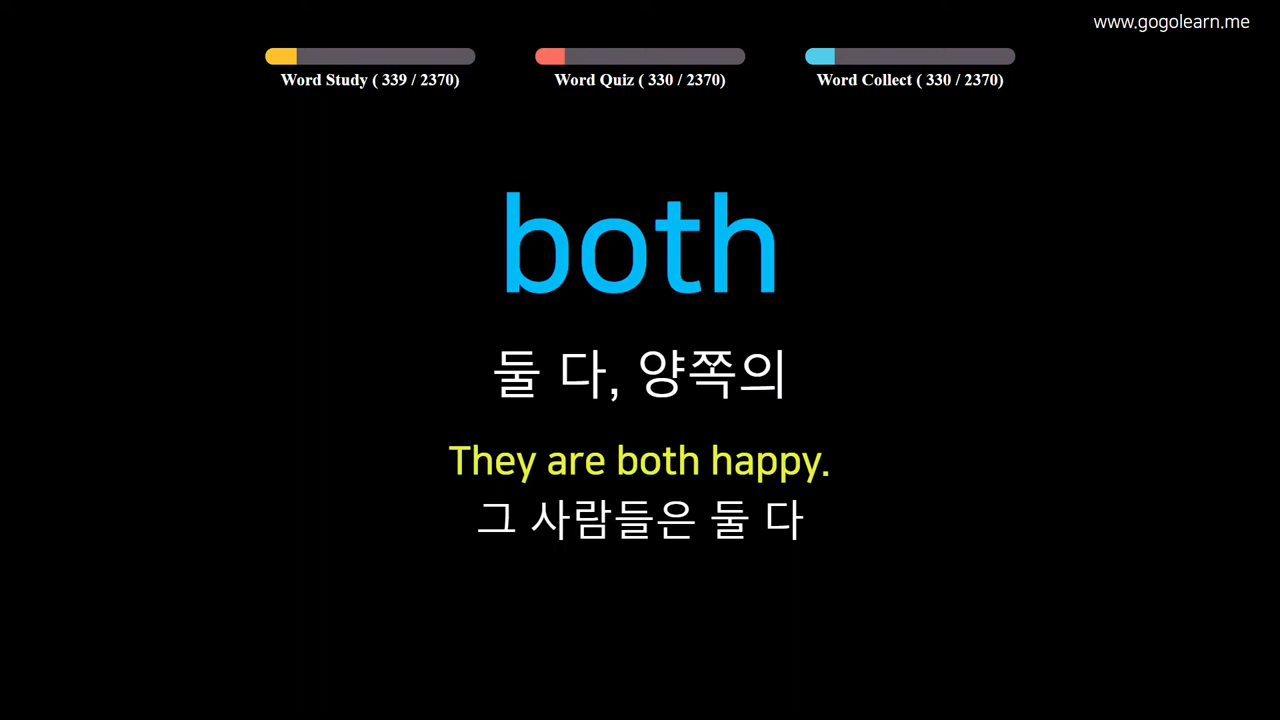 www.gogolearn.me
Word Study ( 339 / 2370)
Word Quiz ( 330 / 2370)
Word Collect ( 330 / 2370)
both
둘 다, 양쪽의
They are both happy.
그 사람들은 둘 다